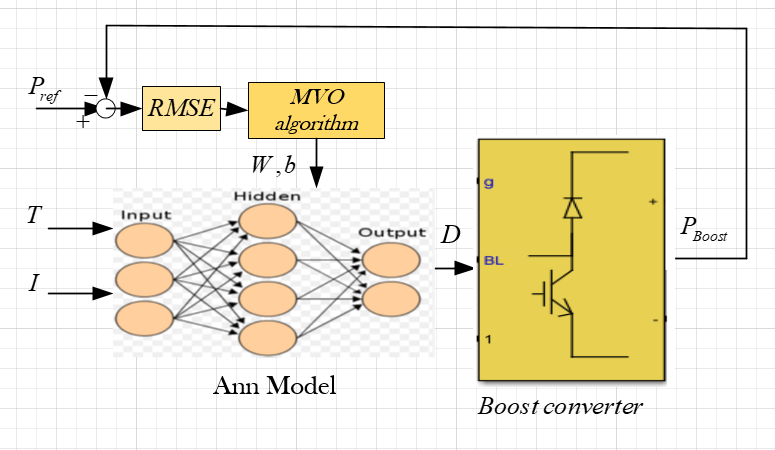 P_ref
−
+
RMSE
MVO
algorithm
W , b
T
I
Input
Hidden
Output
D
g
BL
1
+
-
P_Boost
Ann Model
Boost converter